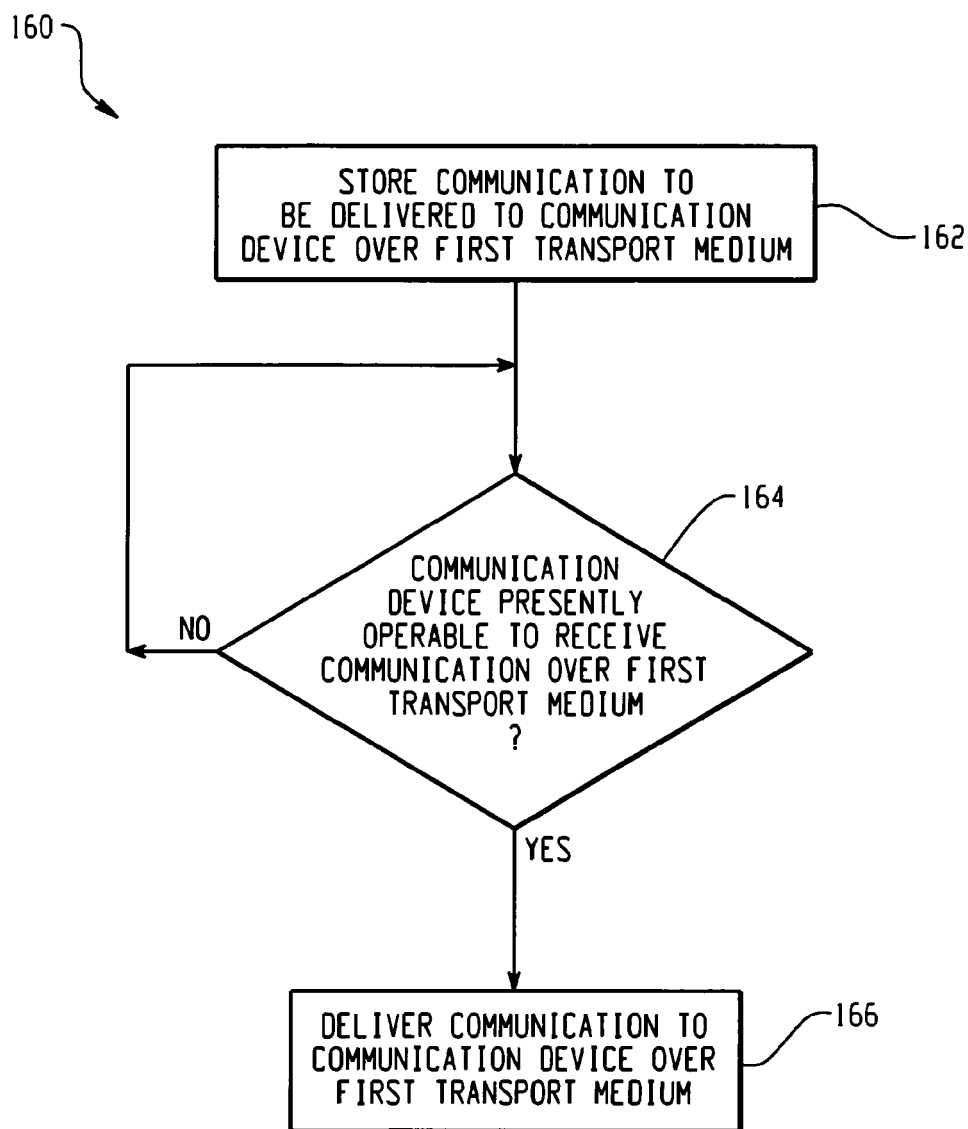 160
STORE COMMUNICATION TO
BE DELIVERED TO COMMUNICATION
DEVICE OVER FIRST TRANSPORT MEDIUM
162
164
COMMUNICATION
DEVICE PRESENTLY
OPERABLE TO RECEIVE
COMMUNICATION OVER FIRST
TRANSPORT MEDIUM
?
NO
YES
DELIVER COMMUNICATION TO
COMMUNICATION DEVICE OVER
FIRST TRANSPORT MEDIUM
166